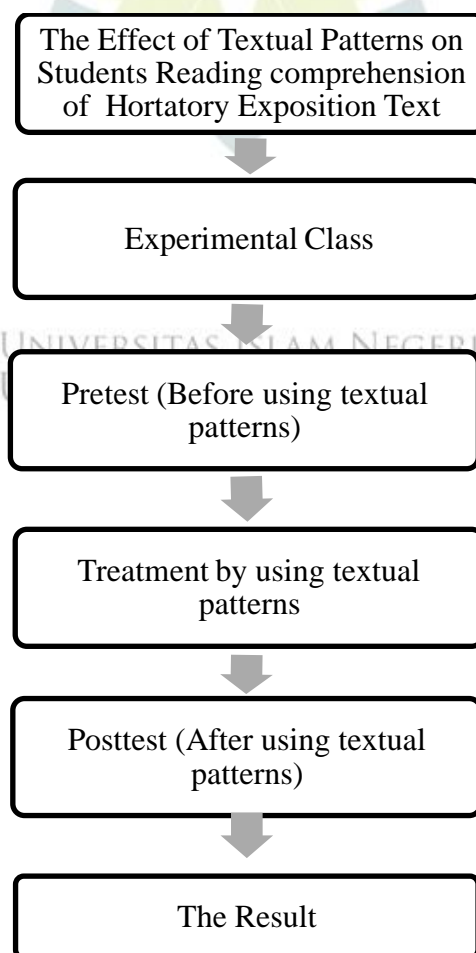 The Effect of Textual Patterns on
Students Reading comprehension
of Hortatory Exposition Text
Experimental Class
UNIVERSITAS ISLAM NEGERI
Pretest (Before using textual
patterns)
Treatment by using textual
patterns
Posttest (After using textual
patterns)
The Result